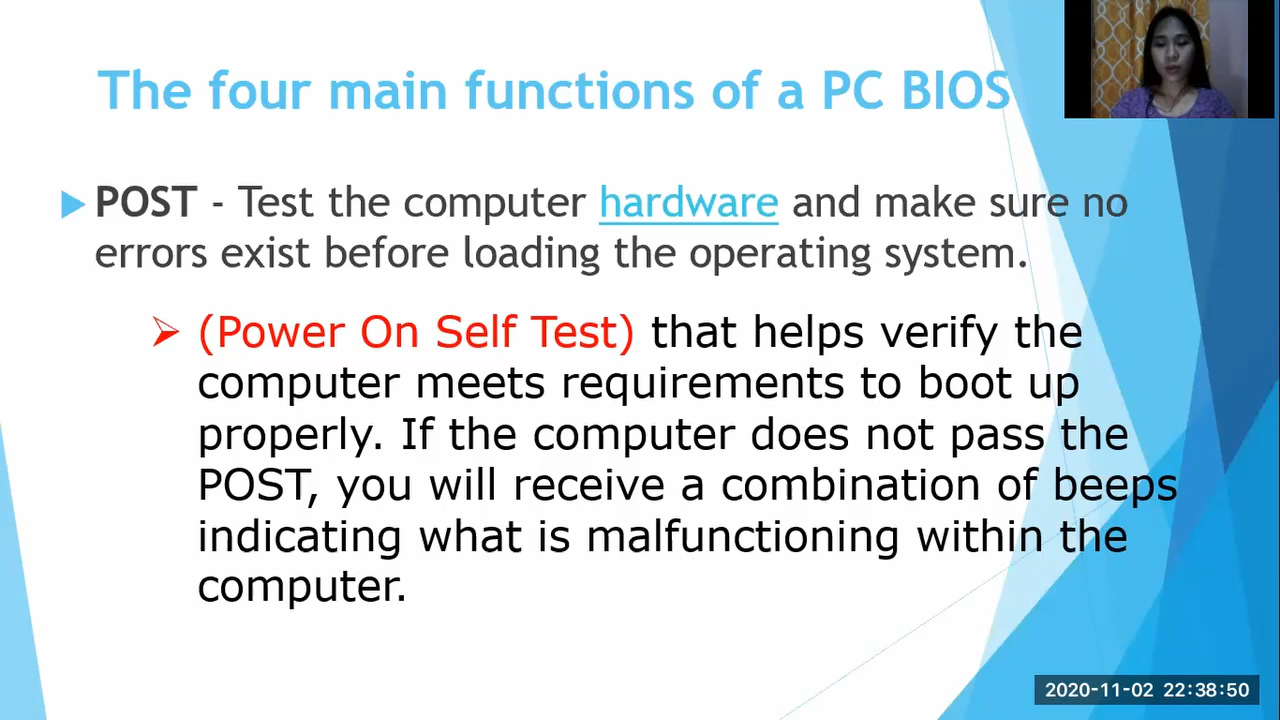 The four main functions of a PC BIOS
POST - Test the computer hardware and make sure no
errors exist before loading the operating system.
(Power On Self Test) that helps verify the
computer meets requirements to boot up
properly. If the computer does not pass the
POST, you will receive a combination of beeps
indicating what is malfunctioning within the
computer.
2020-11-02 22:38:50